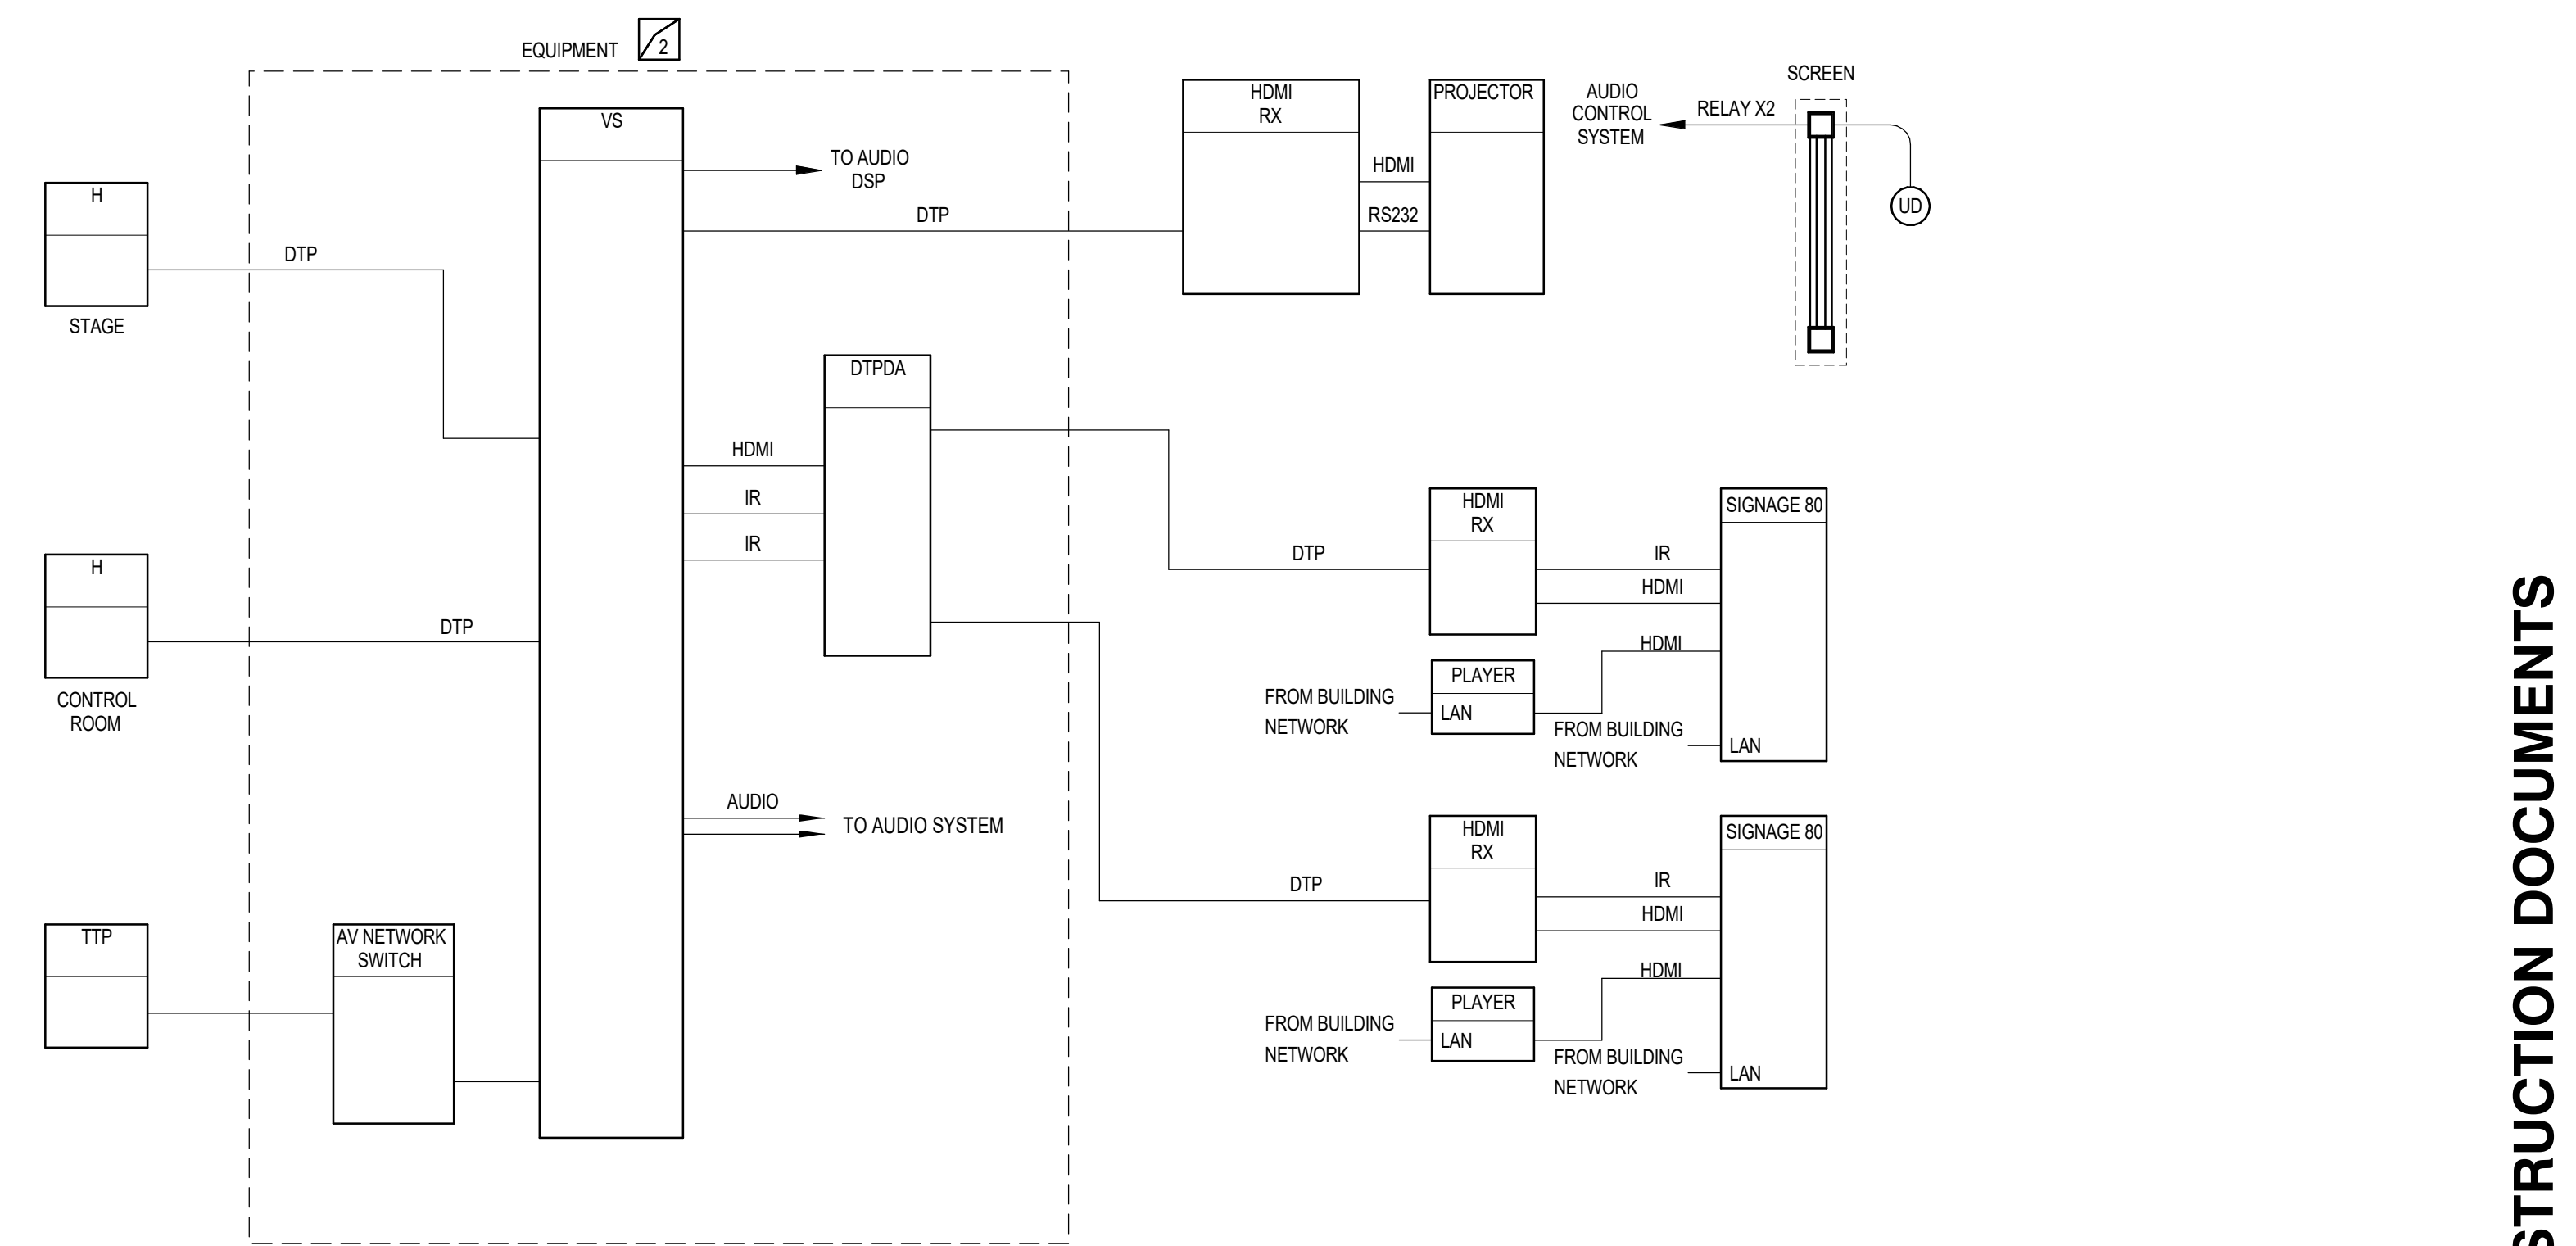 EQUIPMENT
2
VS
TO AUDIO
DSP
DTP
HDMI
RX
PROJECTOR
HDMI
RS232
AUDIO
CONTROL
SYSTEM
RELAY X2
SCREEN
UD
H
STAGE
DTP
DTPDA
HDMI
IR
IR
H
CONTROL
ROOM
DTP
DTP
HDMI
RX
IR
HDMI
HDMI
SIGNAGE 80
LAN
PLAYER
LAN
FROM BUILDING
NETWORK
FROM BUILDING
NETWORK
AUDIO
TO AUDIO SYSTEM
DTP
HDMI
RX
IR
HDMI
HDMI
SIGNAGE 80
LAN
PLAYER
LAN
FROM BUILDING
NETWORK
FROM BUILDING
NETWORK
TTP
AV NETWORK
SWITCH
STRUCTION DOCUMENTS